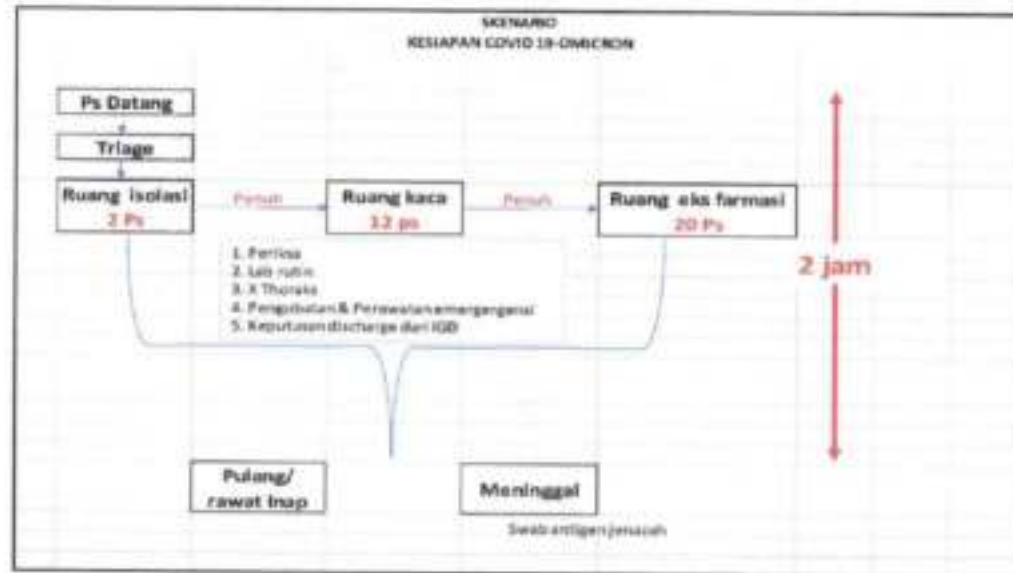 SKENARIO
KESIAPAN COVID 19-OMICRON
Ps Datang
Triage
Ruang isolasi
2 Ps
Penuh
Ruang kaca
12 ps
Penuh
Ruang eks farmasi
20 Ps
2 jam
1. Periksa
2. Lab rutin
3. X Thoraks
4. Pengobatan & Perawatan
5. Keputusan discharge dari IGD
Pulang/
rawat Inap
Meninggal
Swab antigen jenazah